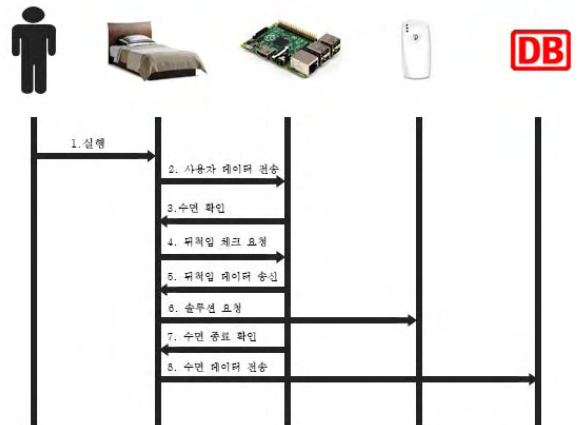 DB
1.실행
2. 사용자 데이터 전송
3.수면 확인
4. 뒤척임 체크 요청
5. 뒤척임 데이터 송신
6. 솔루션 요청
7. 수면 종료 확인
8. 수면 데이터 전송